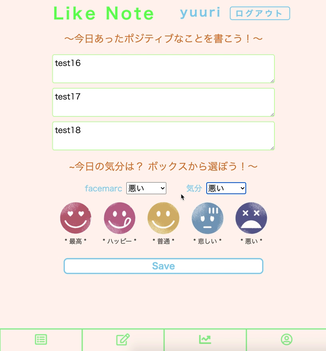 Like Note
yuuri
ログアウト
〜今日あったポジティブなことを書こう！〜
test16
test17
test18
~今日の気分は？ ボックスから選ぼう！〜
facemarc 悪い 気分 悪い
* 最高 * * ハッピー * * 普通 * * 悲しい * * 悪い *
Save